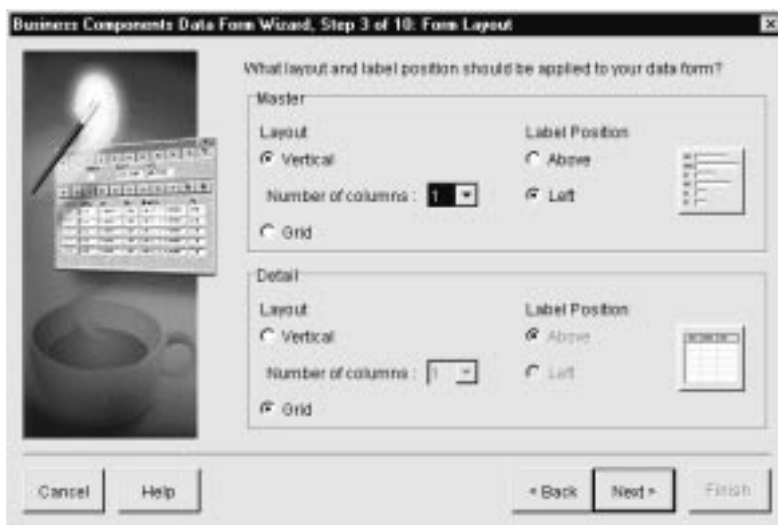 Business Components Data Form Wizard, Step 3 of 10: Form Layout
What layout and label position should be applied to your data form?
Master
Layout
Label Position
Vertical
Above
Number of columns : 1
Left
Grid
Detail
Layout
Label Position
Vertical
Above
Number of columns : 1
Left
Grid
Cancel
Help
< Back
Next >
Finish